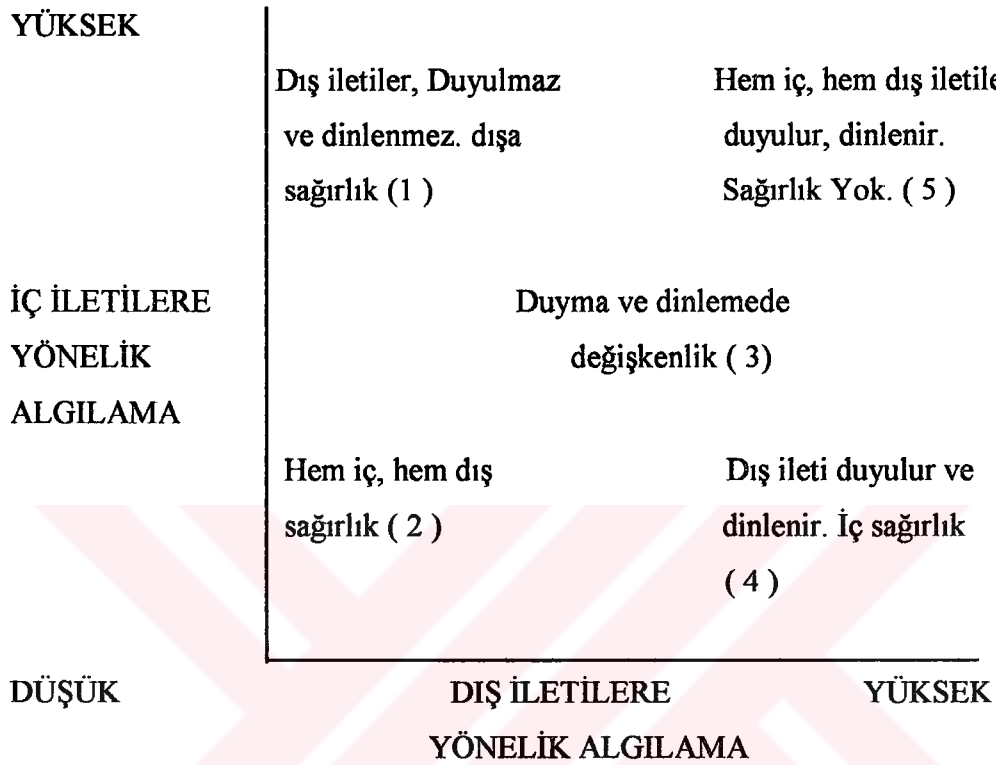 YÜKSEK
Dış iletiler, Duyulmaz
ve dinlenmez. dışa
sağırlık (1 )
Hem iç, hem dış iletile
duyulur, dinlenir.
Sağırlık Yok. ( 5 )
İÇ İLETİLERE
YÖNELİK
ALGILAMA
Duyma ve dinlemede
değişkenlik ( 3)
Hem iç, hem dış
sağırlık ( 2 )
Dış ileti duyulur ve
dinlenir. İç sağırlık
( 4 )
DÜŞÜK
DIŞ İLETİLERE
YÖNELİK ALGILAMA
YÜKSEK